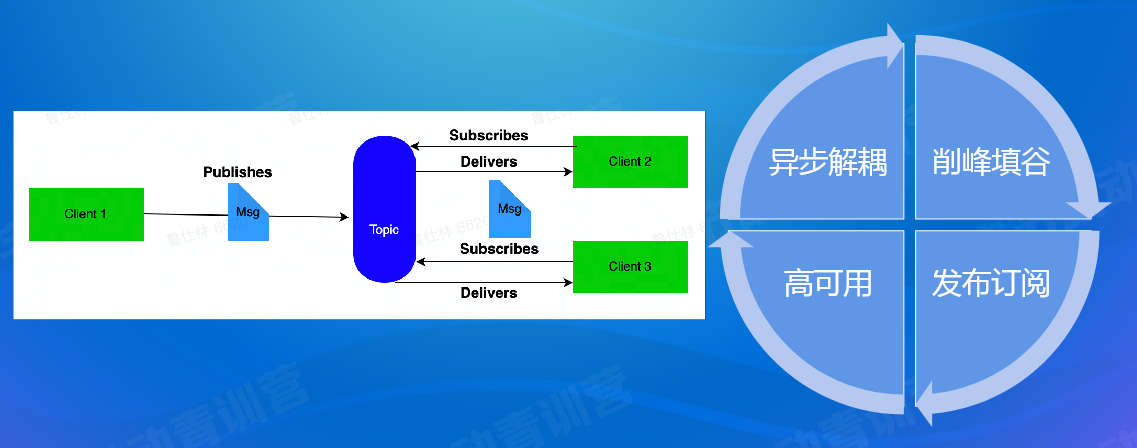 Publishes
Client 1
Msg
Topic
Subscribes
Delivers
Client 2
Msg
Subscribes
Delivers
Client 3
异步解耦
削峰填谷
高可用
发布订阅